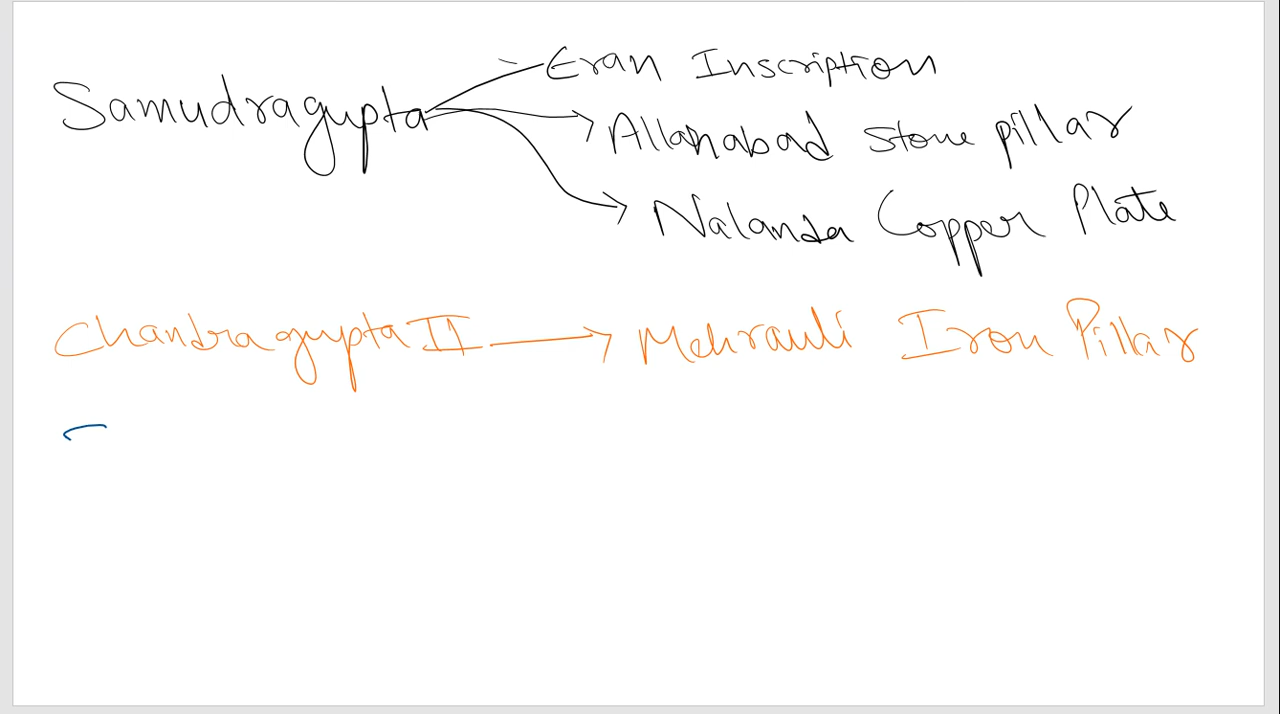 Samudragupta
Eran Inscription
Allahabad stone pillar
Nalanda Copper Plate
Chandragupta II → Mehrauli Iron Pillar